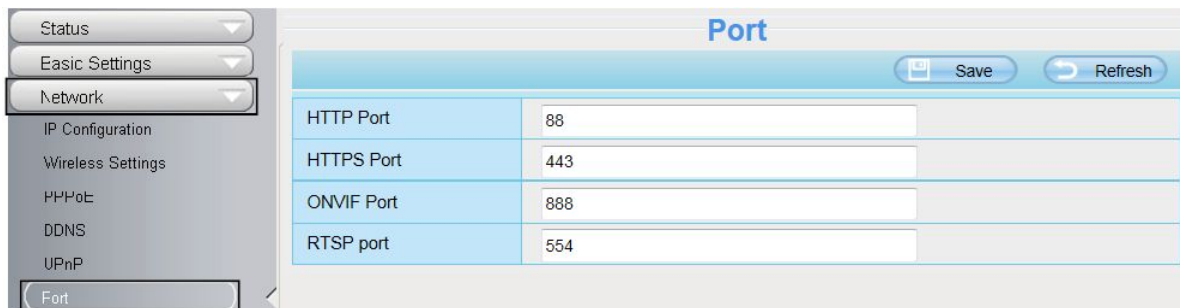 Status
Easic Settings
Network
IP Configuration
Wireless Settings
PPPoE
DDNS
UPnP
Fort
Port
Save
Refresh
HTTP Port
88
HTTPS Port
443
ONVIF Port
888
RTSP port
554